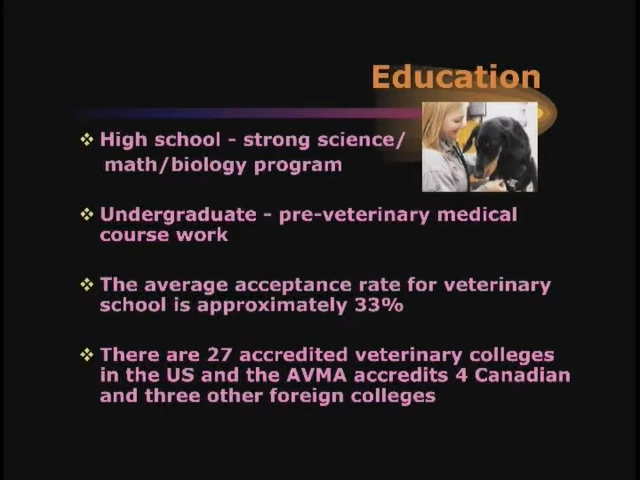 Education
High school - strong science/
math/biology program
Undergraduate - pre-veterinary medical
course work
The average acceptance rate for veterinary
school is approximately 33%
There are 27 accredited veterinary colleges
in the US and the AVMA accredits 4 Canadian
and three other foreign colleges